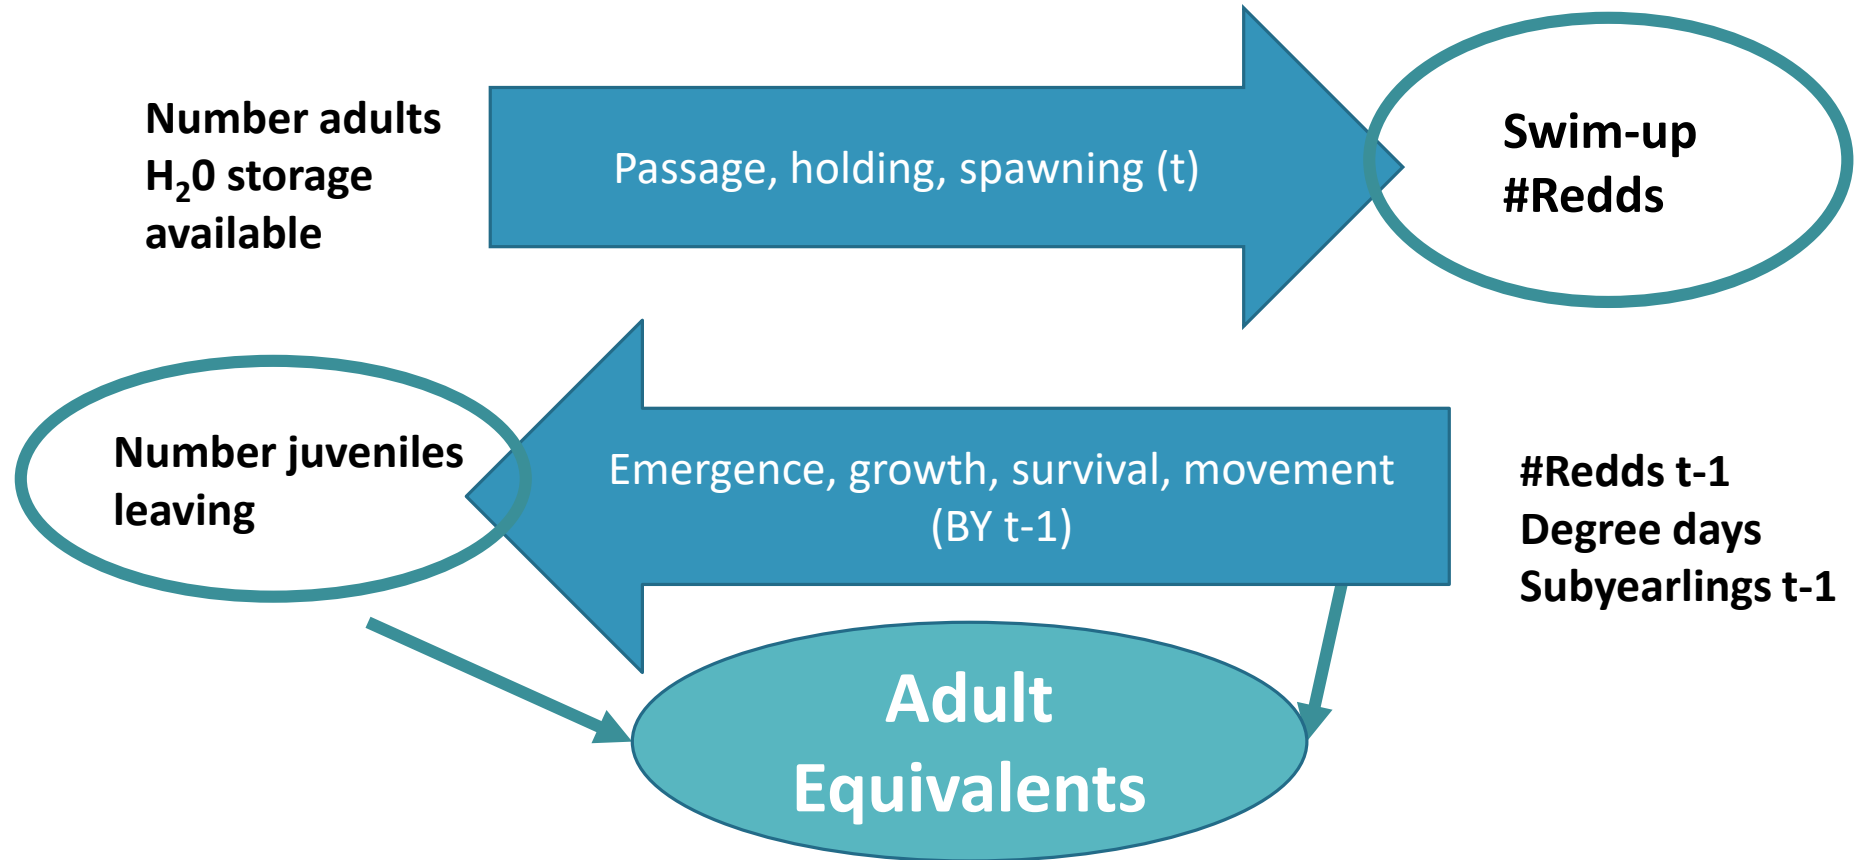 Number adults
H₂0 storage
available
Passage, holding, spawning (t)
Swim-up
#Redds
Number juveniles
leaving
Emergence, growth, survival, movement
(BY t-1)
#Redds t-1
Degree days
Subyearlings t-1
Adult
Equivalents